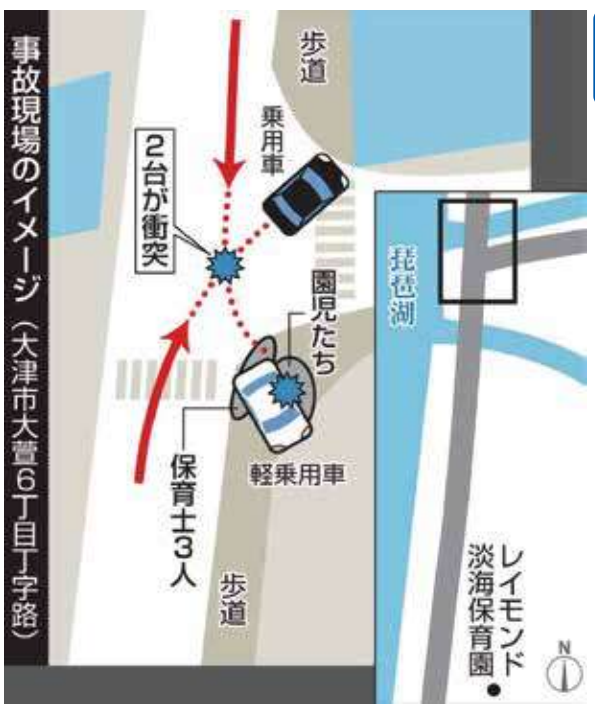 事故現場のイメージ（大津市大萱6丁目丁字路）
歩道
乗用車
2台が衝突
園児たち
保育士3人
軽乗用車
歩道
琵琶湖
レイモンド
淡海保育園
N